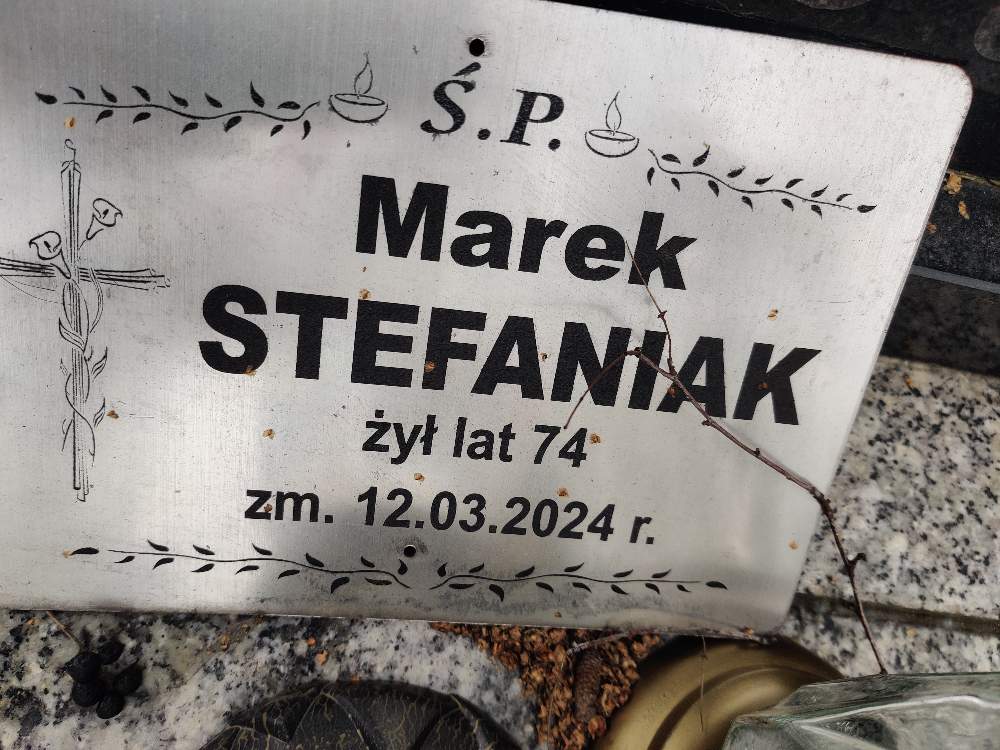 Ś.P.
Marek
STEFANIAK
żył lat 74
zm. 12.03.2024 r.